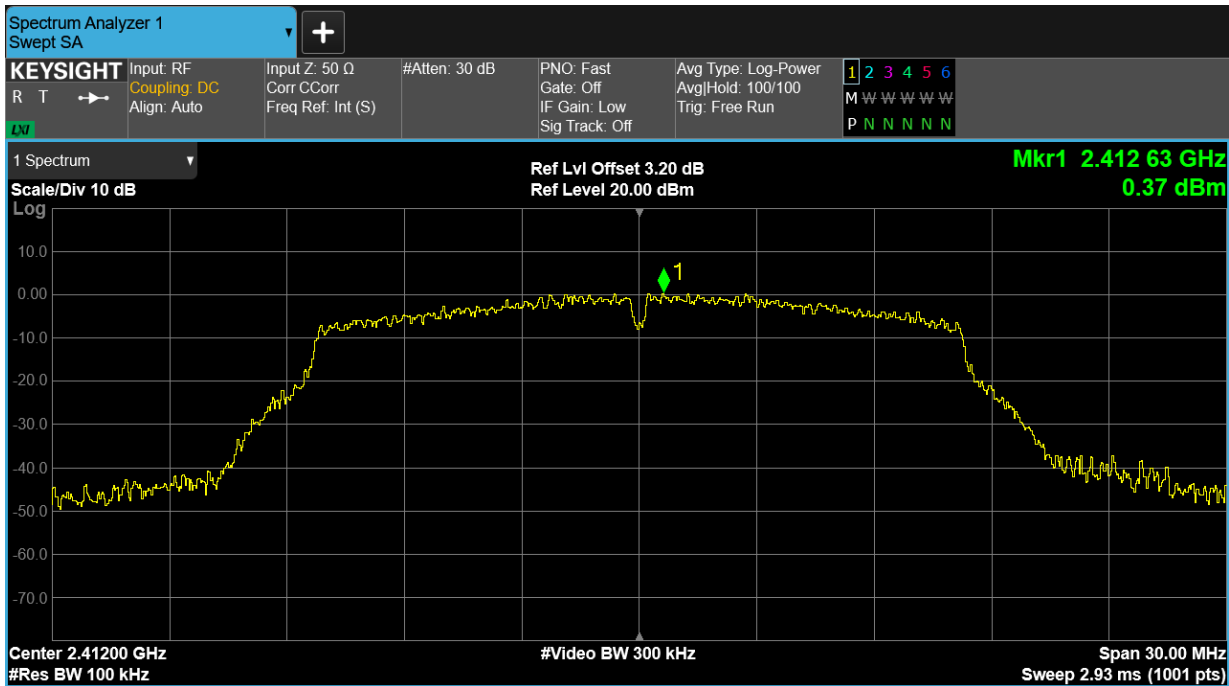 Spectrum Analyzer 1
Swept SA
▼
+
KEYSIGHT
R T
LXI
Input: RF
Coupling: DC
Align: Auto
Input Z: 50 Ω
Corr CCorr
Freq Ref: Int (S)
#Atten: 30 dB
PNO: Fast
Gate: Off
IF Gain: Low
Sig Track: Off
Avg Type: Log-Power
Avg|Hold: 100/100
Trig: Free Run
1 2 3 4 5 6
M W W W W W
P N N N N N
1 Spectrum ▼
Scale/Div 10 dB
Log
Ref Lvl Offset 3.20 dB
Ref Level 20.00 dBm
Mkr1 2.412 63 GHz
0.37 dBm
1
10.0
0.00
-10.0
-20.0
-30.0
-40.0
-50.0
-60.0
-70.0
Center 2.41200 GHz
#Res BW 100 kHz
#Video BW 300 kHz
Span 30.00 MHz
Sweep 2.93 ms (1001 pts)